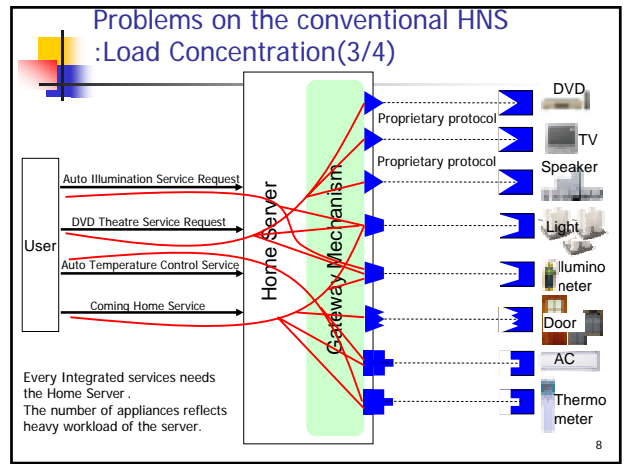 Problems on the conventional HNS
:Load Concentration(3/4)
DVD
Proprietary protocol
TV
Proprietary protocol
Speaker
Auto Illumination Service Request
DVD Theatre Service Request
Light
User
Auto Temperature Control Service
Illumino
meter
Coming Home Service
Door
Home Server
Gateway Mechanism
AC
Thermo
meter
Every Integrated services needs
the Home Server .
The number of appliances reflects
heavy workload of the server.
8